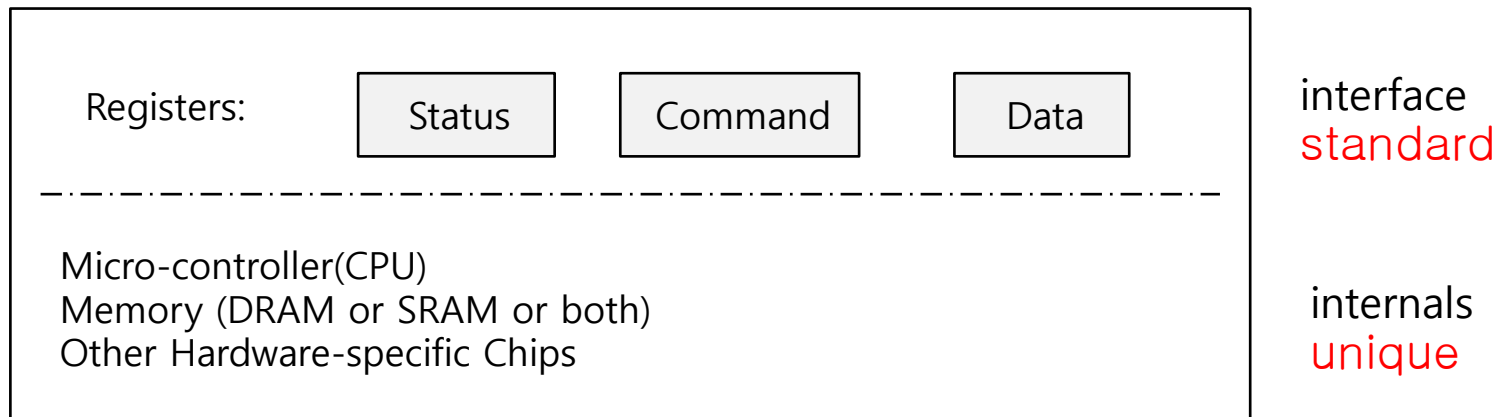 Registers: Status Command Data
interface
standard
Micro-controller(CPU)
Memory (DRAM or SRAM or both)
Other Hardware-specific Chips
internals
unique